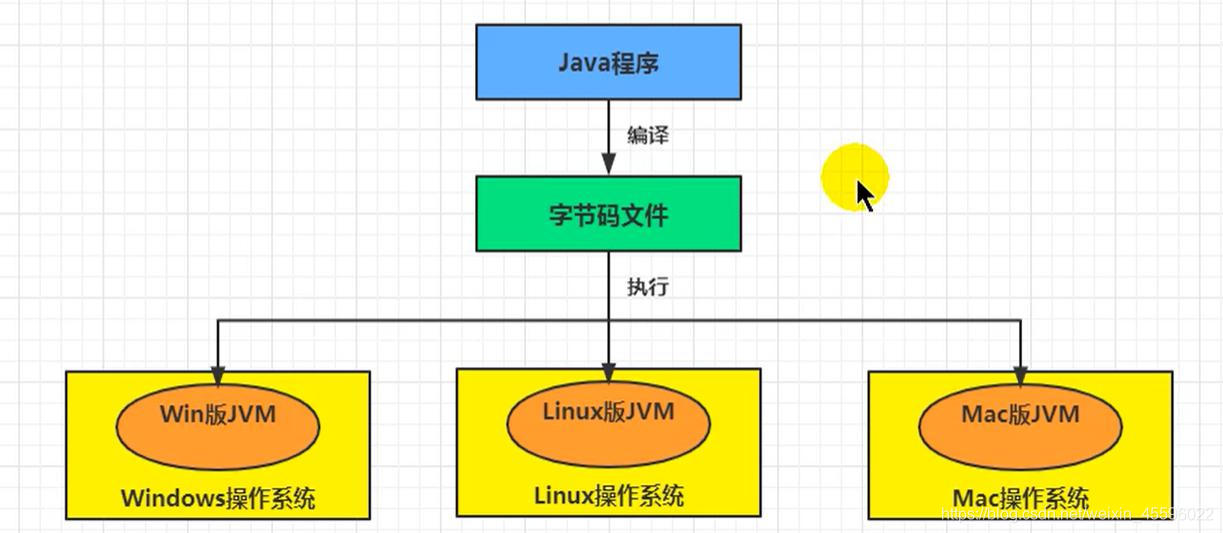 Java程序
编译
字节码文件
执行
Win版JVM
Linux版JVM
Mac版JVM
Windows操作系统
Linux操作系统
Mac操作系统
https://blog.csdn.net/weixin_45596022